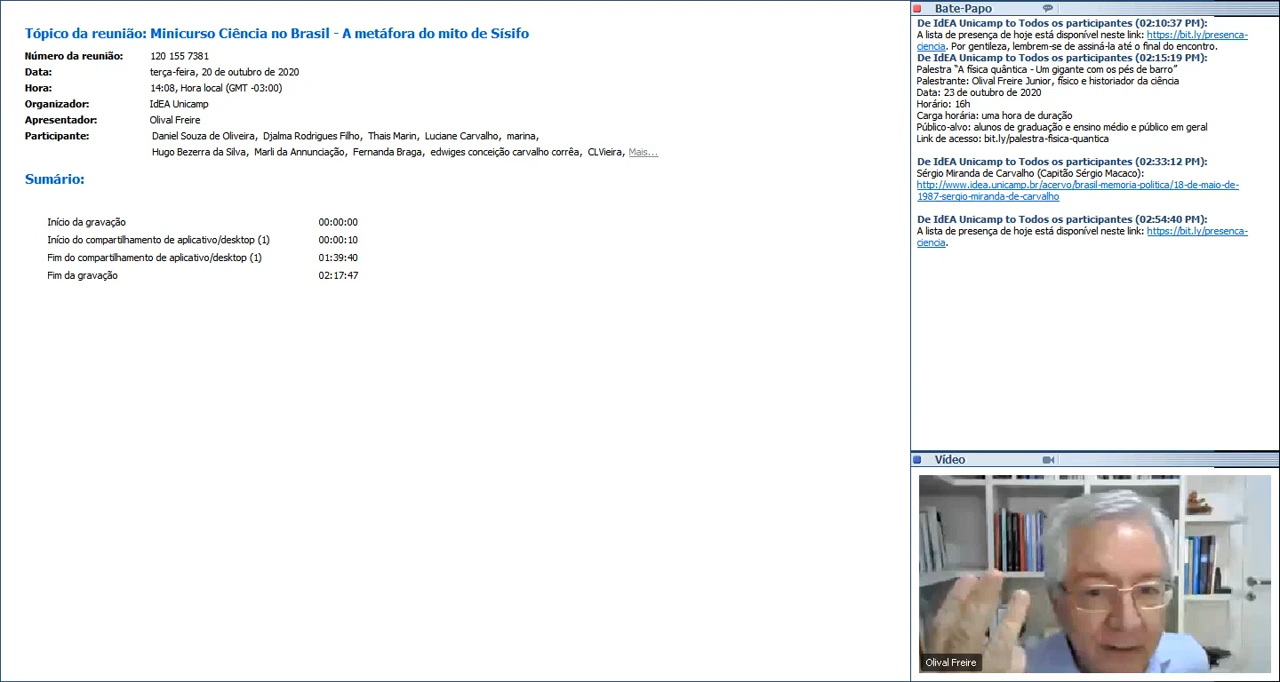 Tópico da reunião: Minicurso Ciência no Brasil - A metáfora do mito de Sísifo
Número da reunião: 120 155 7381
Data: terça-feira, 20 de outubro de 2020
Hora: 14:08, Hora local (GMT -03:00)
Organizador: IdEA Unicamp
Apresentador: Olival Freire
Participante: Daniel Souza de Oliveira, Djalma Rodrigues Filho, Thais Marin, Luciane Carvalho, marina,
Hugo Bezerra da Silva, Marli da Annunciação, Fernanda Braga, edwiges conceição carvalho corrêa, CLVieira, Mais...
Sumário:
Início da gravação 00:00:00
Início do compartilhamento de aplicativo/desktop (1) 00:00:10
Fim do compartilhamento de aplicativo/desktop (1) 01:39:40
Fim da gravação 02:17:47
Bate-Papo
De IdEA Unicamp to Todos os participantes (02:10:37 PM):
A lista de presença de hoje está disponível neste link: https://bit.ly/presenca-
ciencia. Por gentileza, lembrem-se de assiná-la até o final do encontro.
De IdEA Unicamp to Todos os participantes (02:15:19 PM):
Palestra “A física quântica - Um gigante com os pés de barro”
Palestrante: Olival Freire Junior, físico e historiador da ciência
Data: 23 de outubro de 2020
Horário: 16h
Carga horária: uma hora de duração
Público-alvo: alunos de graduação e ensino médio e público em geral
Link de acesso: bit.ly/palestra-fisica-quantica
De IdEA Unicamp to Todos os participantes (02:33:12 PM):
Sérgio Miranda de Carvalho (Capitão Sérgio Macaco):
http://www.idea.unicamp.br/acervo/brasil-memoria-politica/18-de-maio-de-
1987-sergio-miranda-de-carvalho
De IdEA Unicamp to Todos os participantes (02:54:40 PM):
A lista de presença de hoje está disponível neste link: https://bit.ly/presenca-
ciencia.
Vídeo
Olival Freire